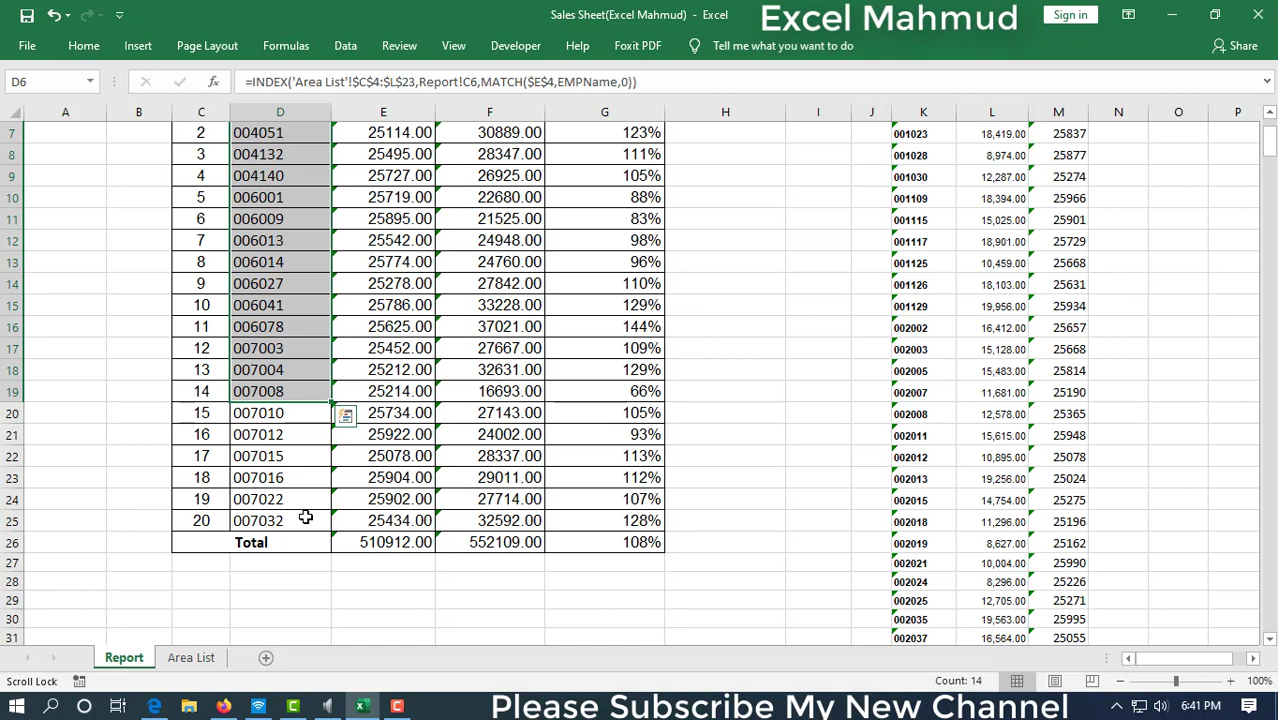 Sales Sheet(Excel Mahmud) - Excel
Excel Mahmud
Sign in
File Home Insert Page Layout Formulas Data Review View Developer Help Foxit PDF Tell me what you want to do Share
D6 fx =INDEX('Area List'!$C$4:$L$23,Report!C6,MATCH($E$4,EMPName,0))
A B C D E F G H I J K L M N O P
7 2 004051 25114.00 30889.00 123% 001023 18,419.00 25837
8 3 004132 25495.00 28347.00 111% 001028 8,974.00 25877
9 4 004140 25727.00 26925.00 105% 001030 12,287.00 25274
10 5 006001 25719.00 22680.00 88% 001109 18,394.00 25966
11 6 006009 25895.00 21525.00 83% 001115 15,025.00 25901
12 7 006013 25542.00 24948.00 98% 001117 18,901.00 25729
13 8 006014 25774.00 24760.00 96% 001125 10,459.00 25668
14 9 006027 25278.00 27842.00 110% 001126 18,103.00 25631
15 10 006041 25786.00 33228.00 129% 001129 19,956.00 25934
16 11 006078 25625.00 37021.00 144% 002002 16,412.00 25657
17 12 007003 25452.00 27667.00 109% 002003 15,128.00 25668
18 13 007004 25212.00 32631.00 129% 002005 15,483.00 25814
19 14 007008 25214.00 16693.00 66% 002007 11,681.00 25190
20 15 007010 25734.00 27143.00 105% 002008 12,578.00 25365
21 16 007012 25922.00 24002.00 93% 002011 15,615.00 25948
22 17 007015 25078.00 28337.00 113% 002012 10,895.00 25078
23 18 007016 25904.00 29011.00 112% 002013 19,256.00 25024
24 19 007022 25902.00 27714.00 107% 002015 14,754.00 25275
25 20 007032 25434.00 32592.00 128% 002018 11,296.00 25196
26 Total 510912.00 552109.00 108% 002019 8,627.00 25162
27 002021 10,004.00 25990
28 002024 8,296.00 25226
29 002025 12,705.00 25271
30 002035 19,563.00 25995
31 002037 16,564.00 25055
Report Area List
Scroll Lock Count: 14 100%
Please Subscribe My New Channel
6:41 PM